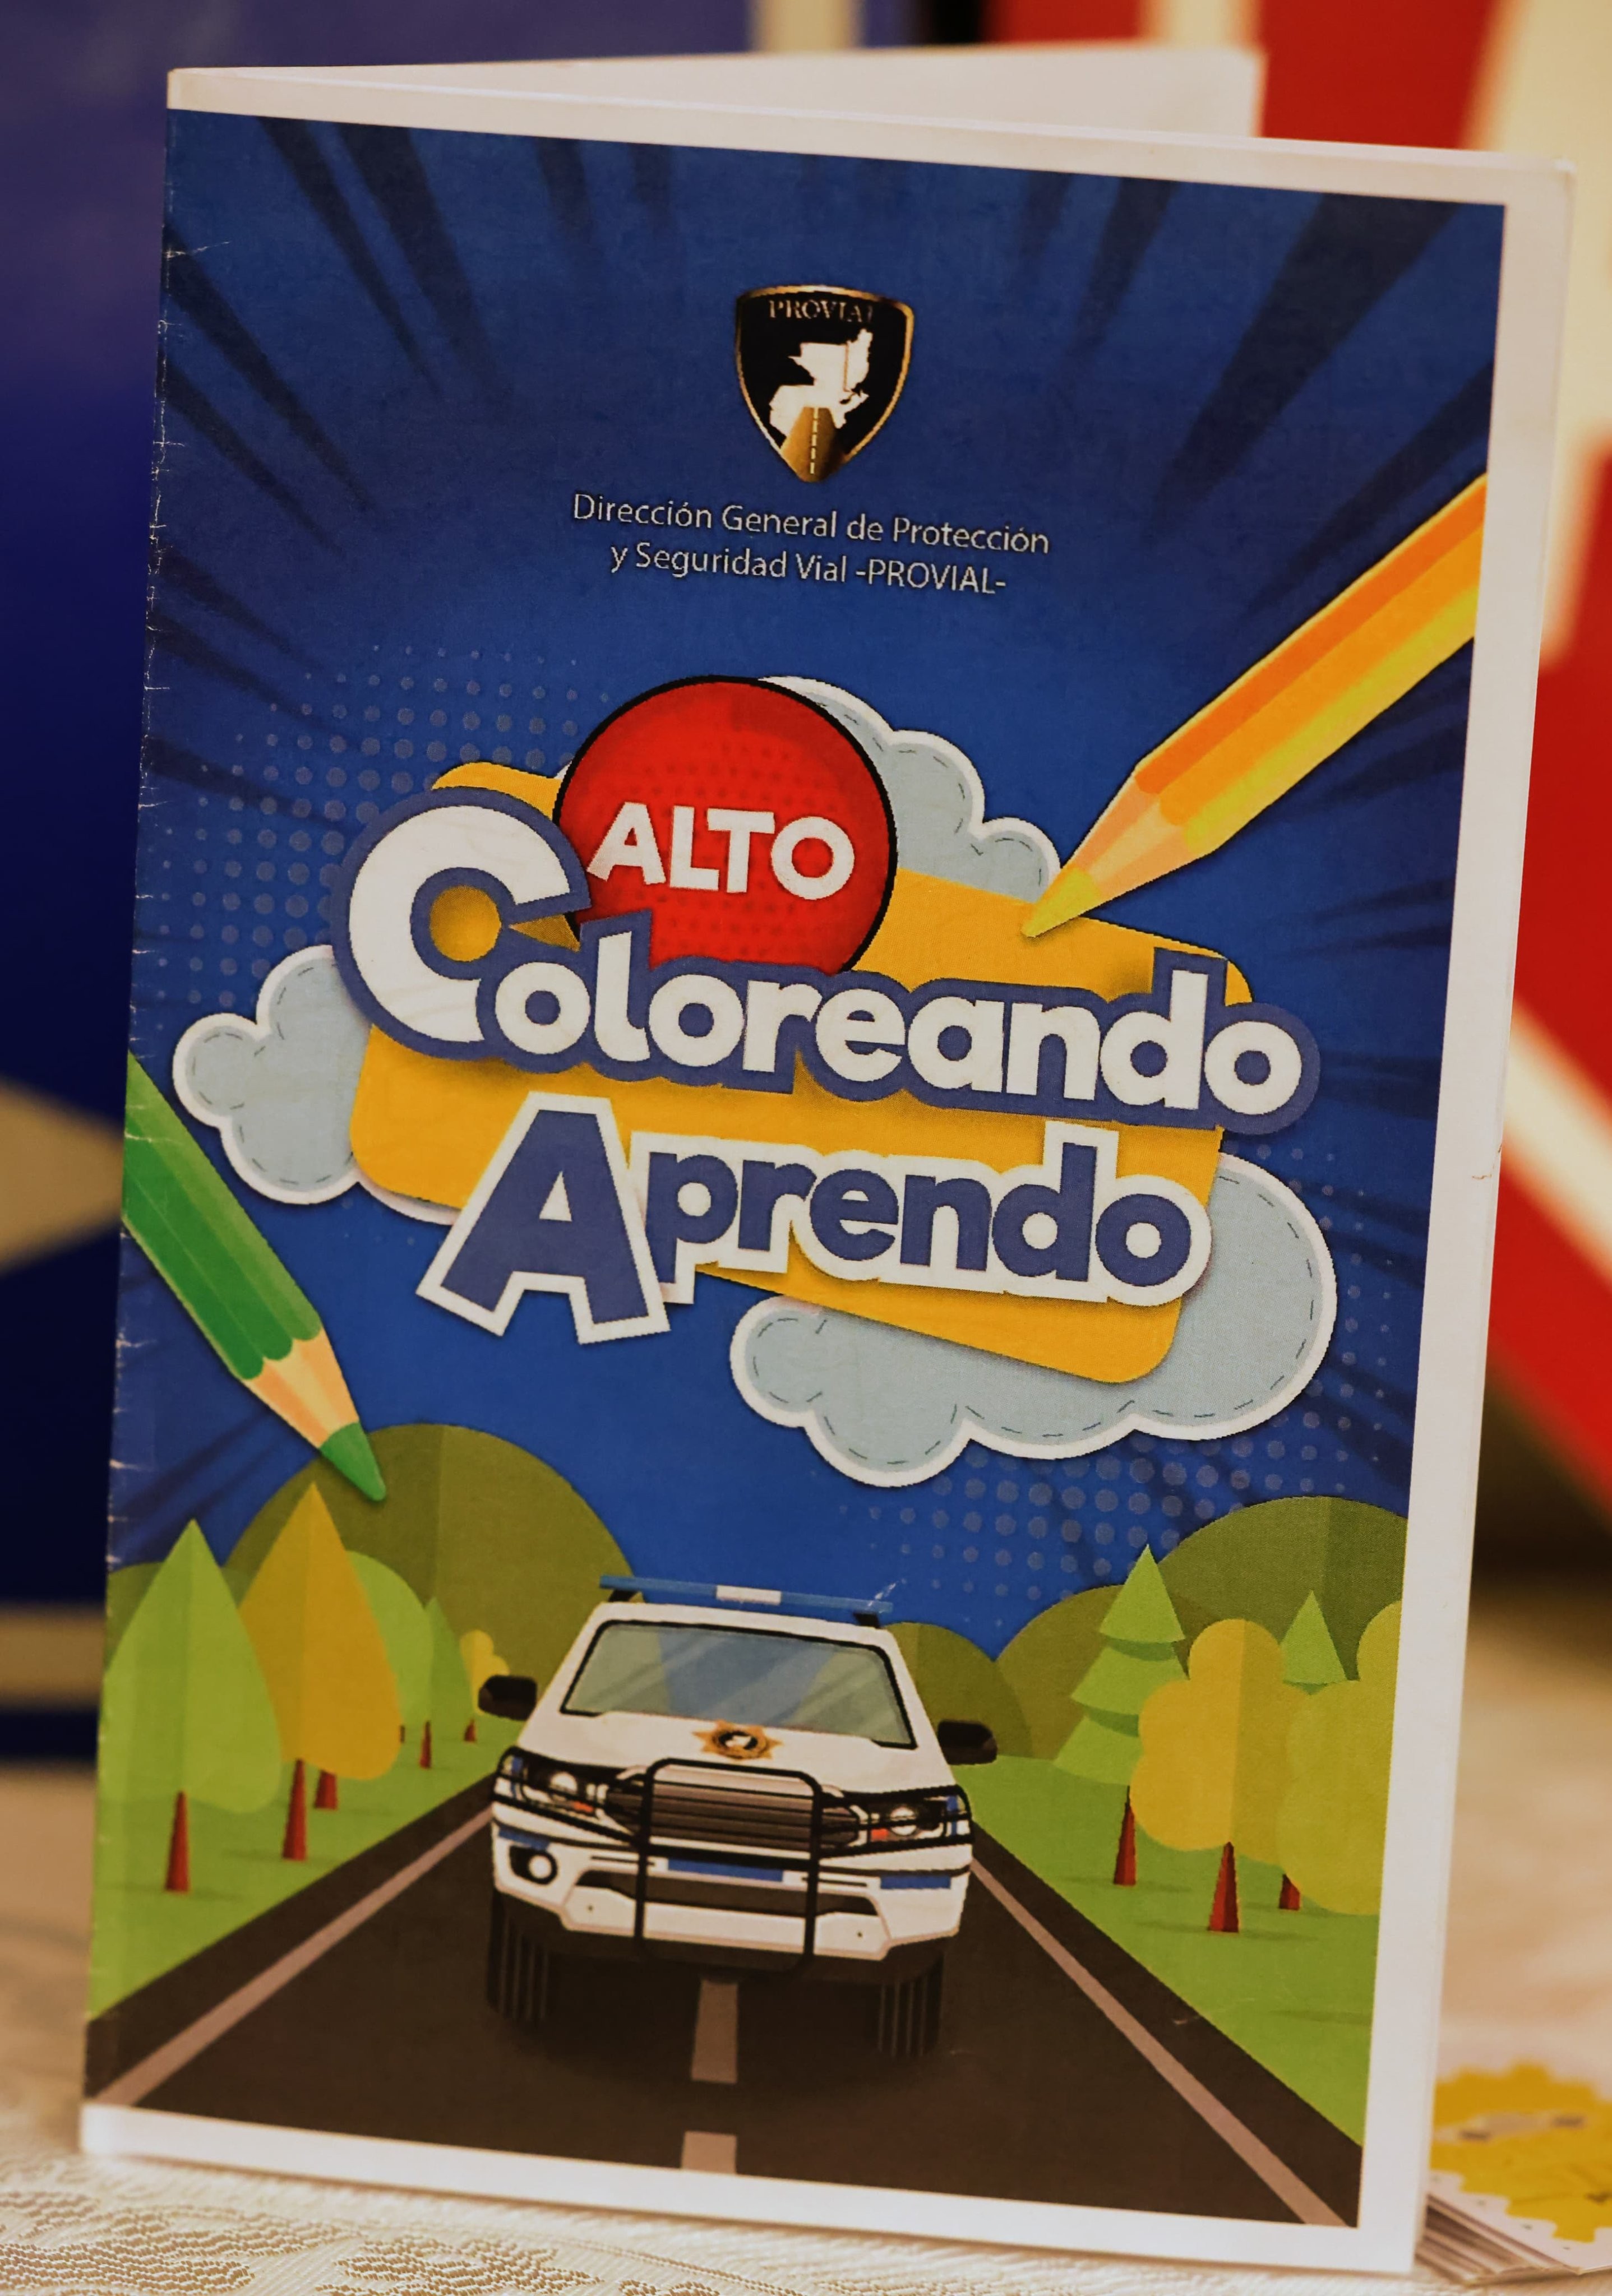 PROVIAL
Dirección General de Protección
y Seguridad Vial -PROVIAL-
ALTO
Coloreando
Aprendo